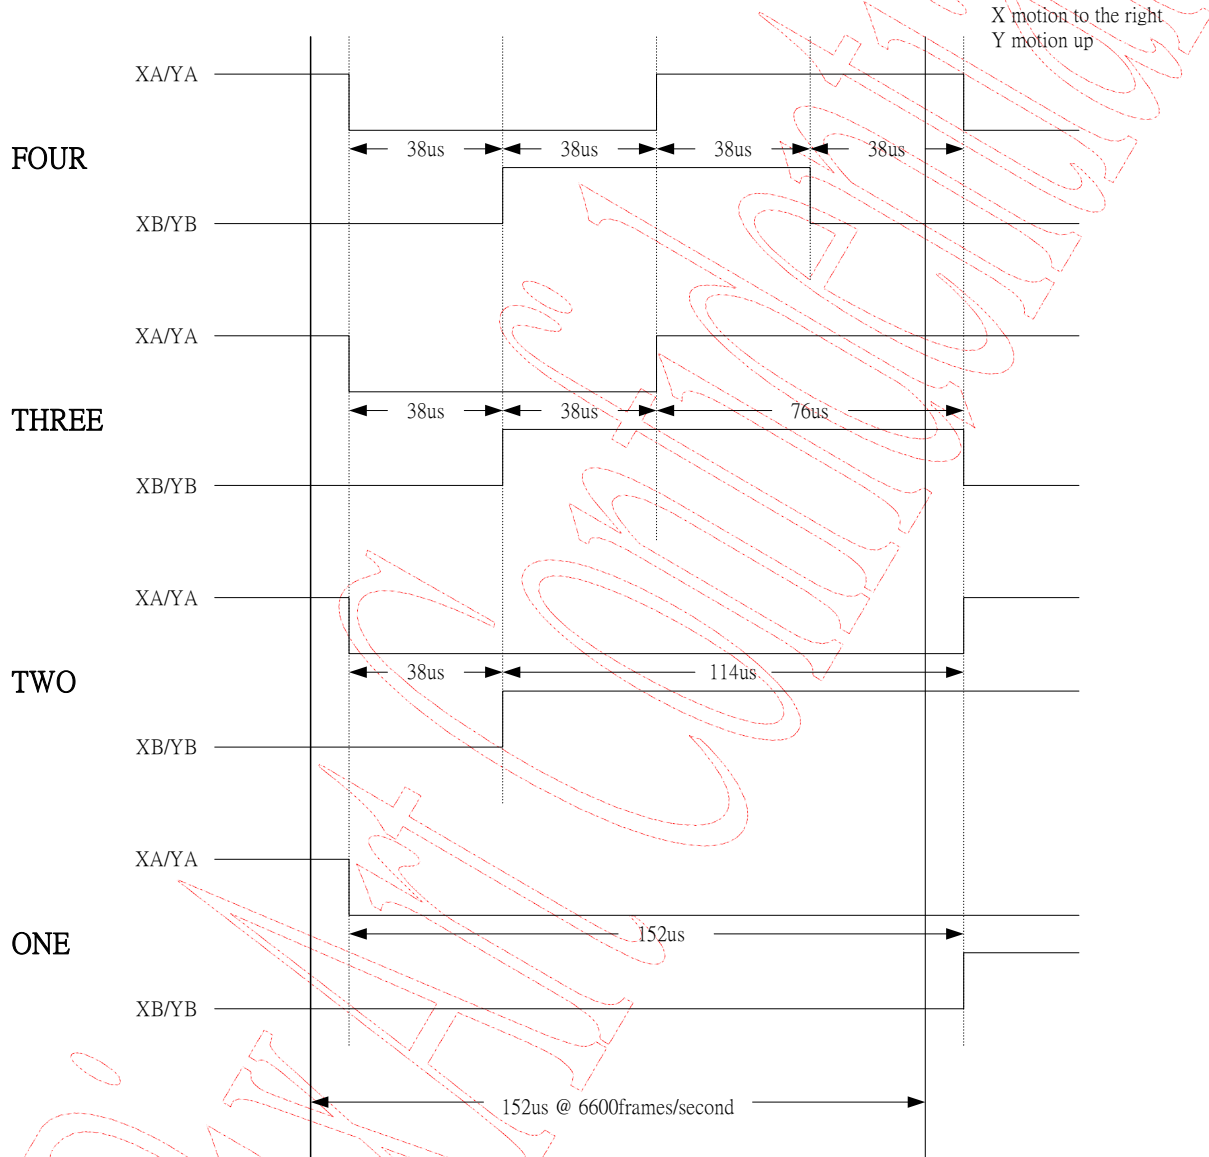 X motion to the right
Y motion up
XA/YA
FOUR
38us 38us 38us 38us
XB/YB
XA/YA
THREE
38us 38us 76us
XB/YB
XA/YA
TWO
38us 114us
XB/YB
XA/YA
ONE
152us
XB/YB
152us @ 6600frames/second